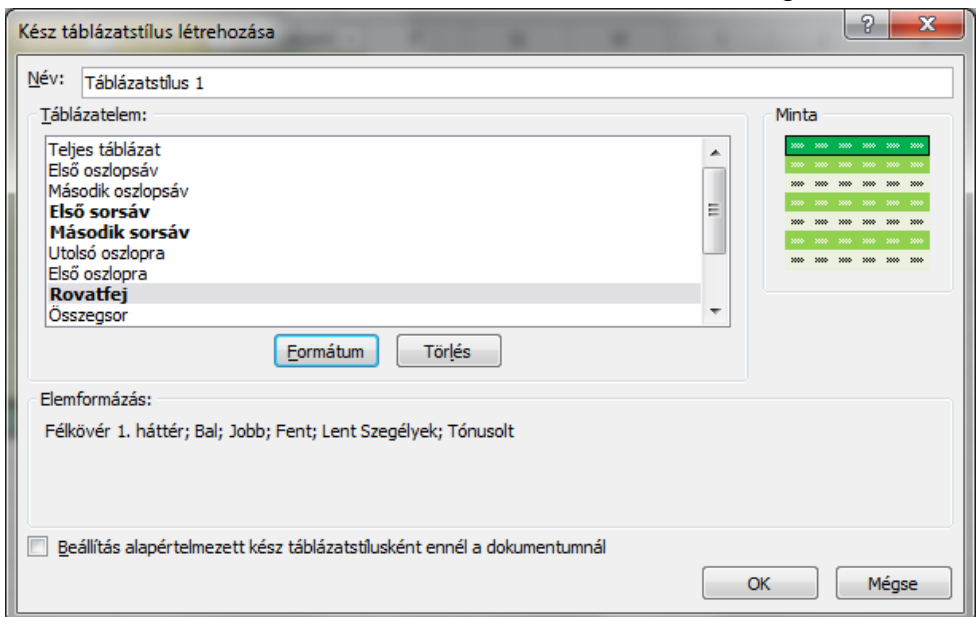 Kész táblázatstílus létrehozása
Név: Táblázatstílus 1
Táblázatelem:
Minta
Teljes táblázat
Első oszlopsáv
Második oszlopsáv
Első sorsáv
Második sorsáv
Utolsó oszlopra
Első oszlopra
Rovatfej
Összegsor
Formátum Törlés
Elemformázás:
Félkövér 1. háttér; Bal; Jobb; Fent; Lent Szegélyek; Tónusolt
Beállítás alapértelmezett kész táblázatstílusként ennél a dokumentumnál
OK Mégse